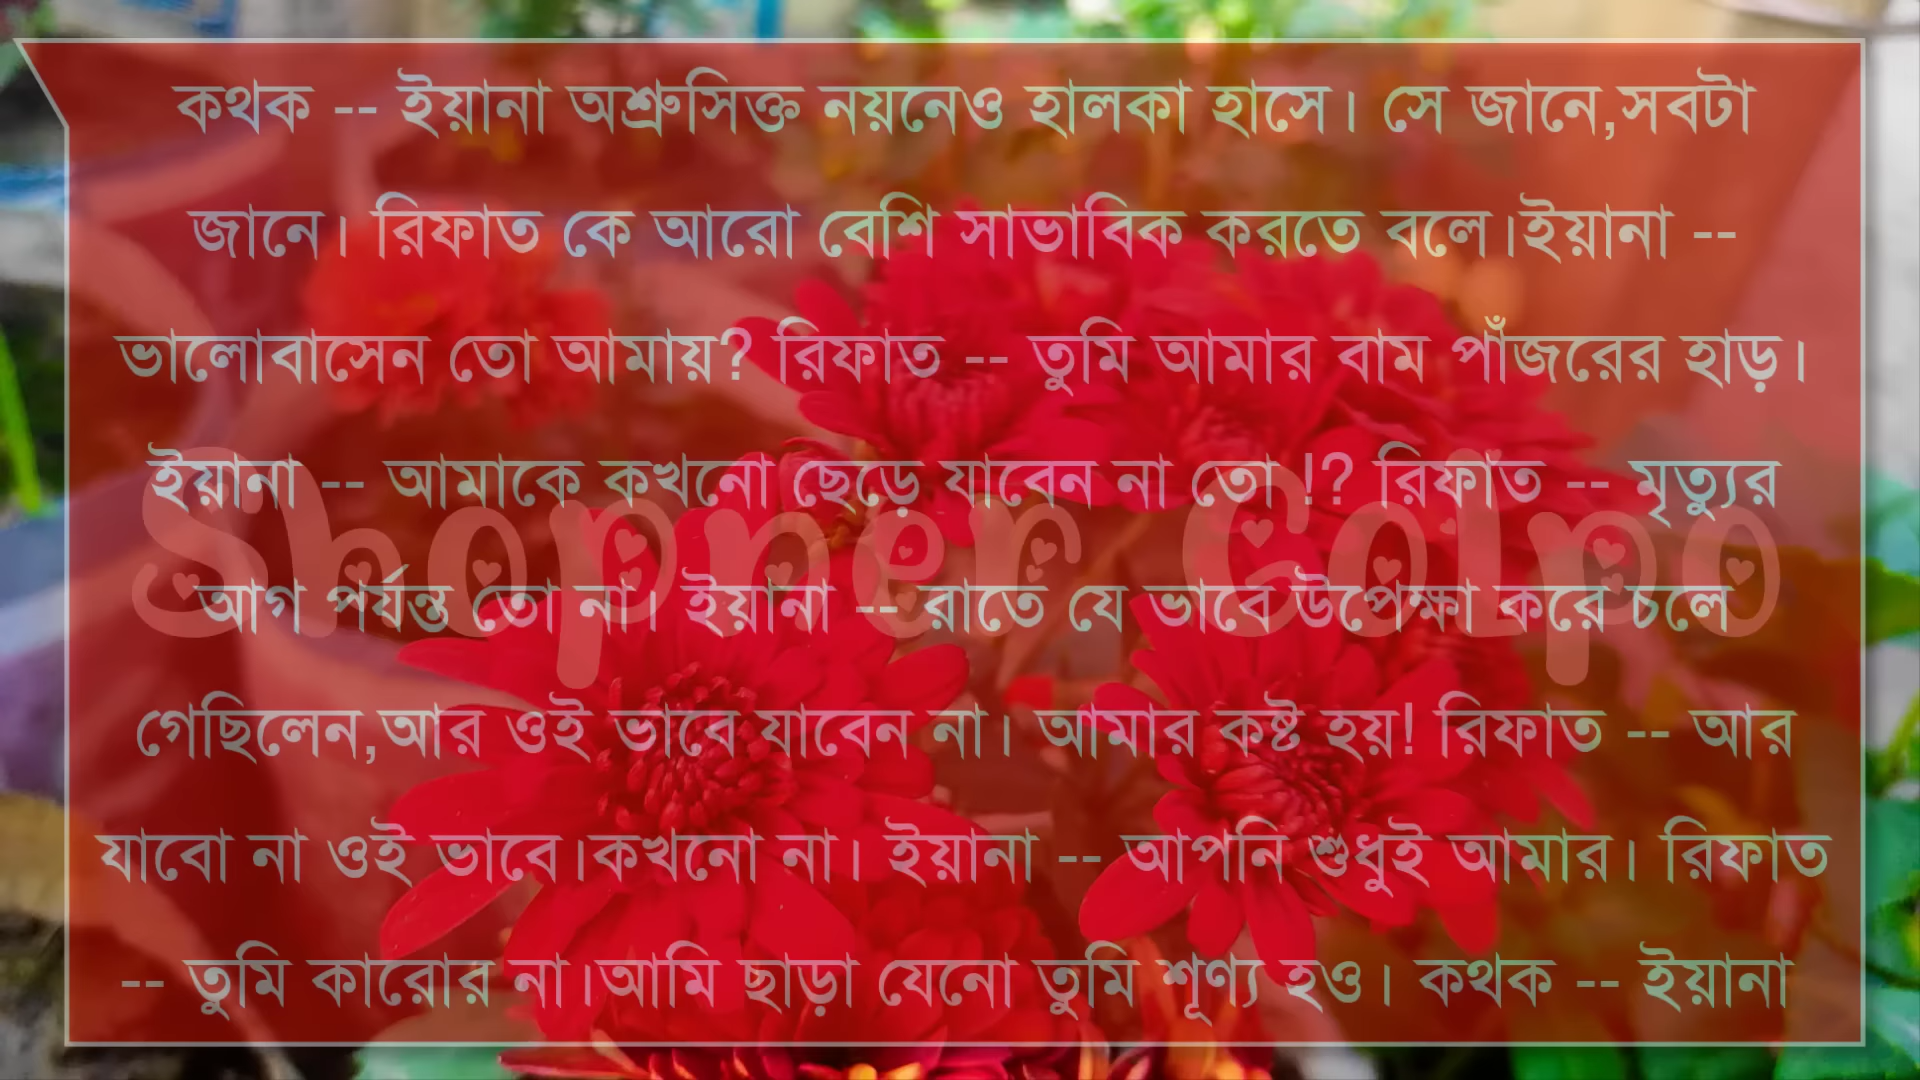 কথক -- ইয়ানা অশ্রুসিক্ত নয়নেও হালকা হাসে। সে জানে,সবটা
জানে। রিফাত কে আরো বেশি সাভাবিক করতে বলে।ইয়ানা --
ভালোবাসেন তো আমায়? রিফাত -- তুমি আমার বাম পাঁজরের হাড়।
ইয়ানা -- আমাকে কখনো ছেড়ে যাবেন না তো !? রিফাত -- মৃত্যুর
Shopner Golpo
আগ পর্যন্ত তো না। ইয়ানা -- রাতে যে ভাবে উপেক্ষা করে চলে
গেছিলেন,আর ওই ভাবে যাবেন না। আমার কষ্ট হয়! রিফাত -- আর
যাবো না ওই ভাবে।কখনো না। ইয়ানা -- আপনি শুধুই আমার। রিফাত
-- তুমি কারোর না।আমি ছাড়া যেনো তুমি শূণ্য হও। কথক -- ইয়ানা